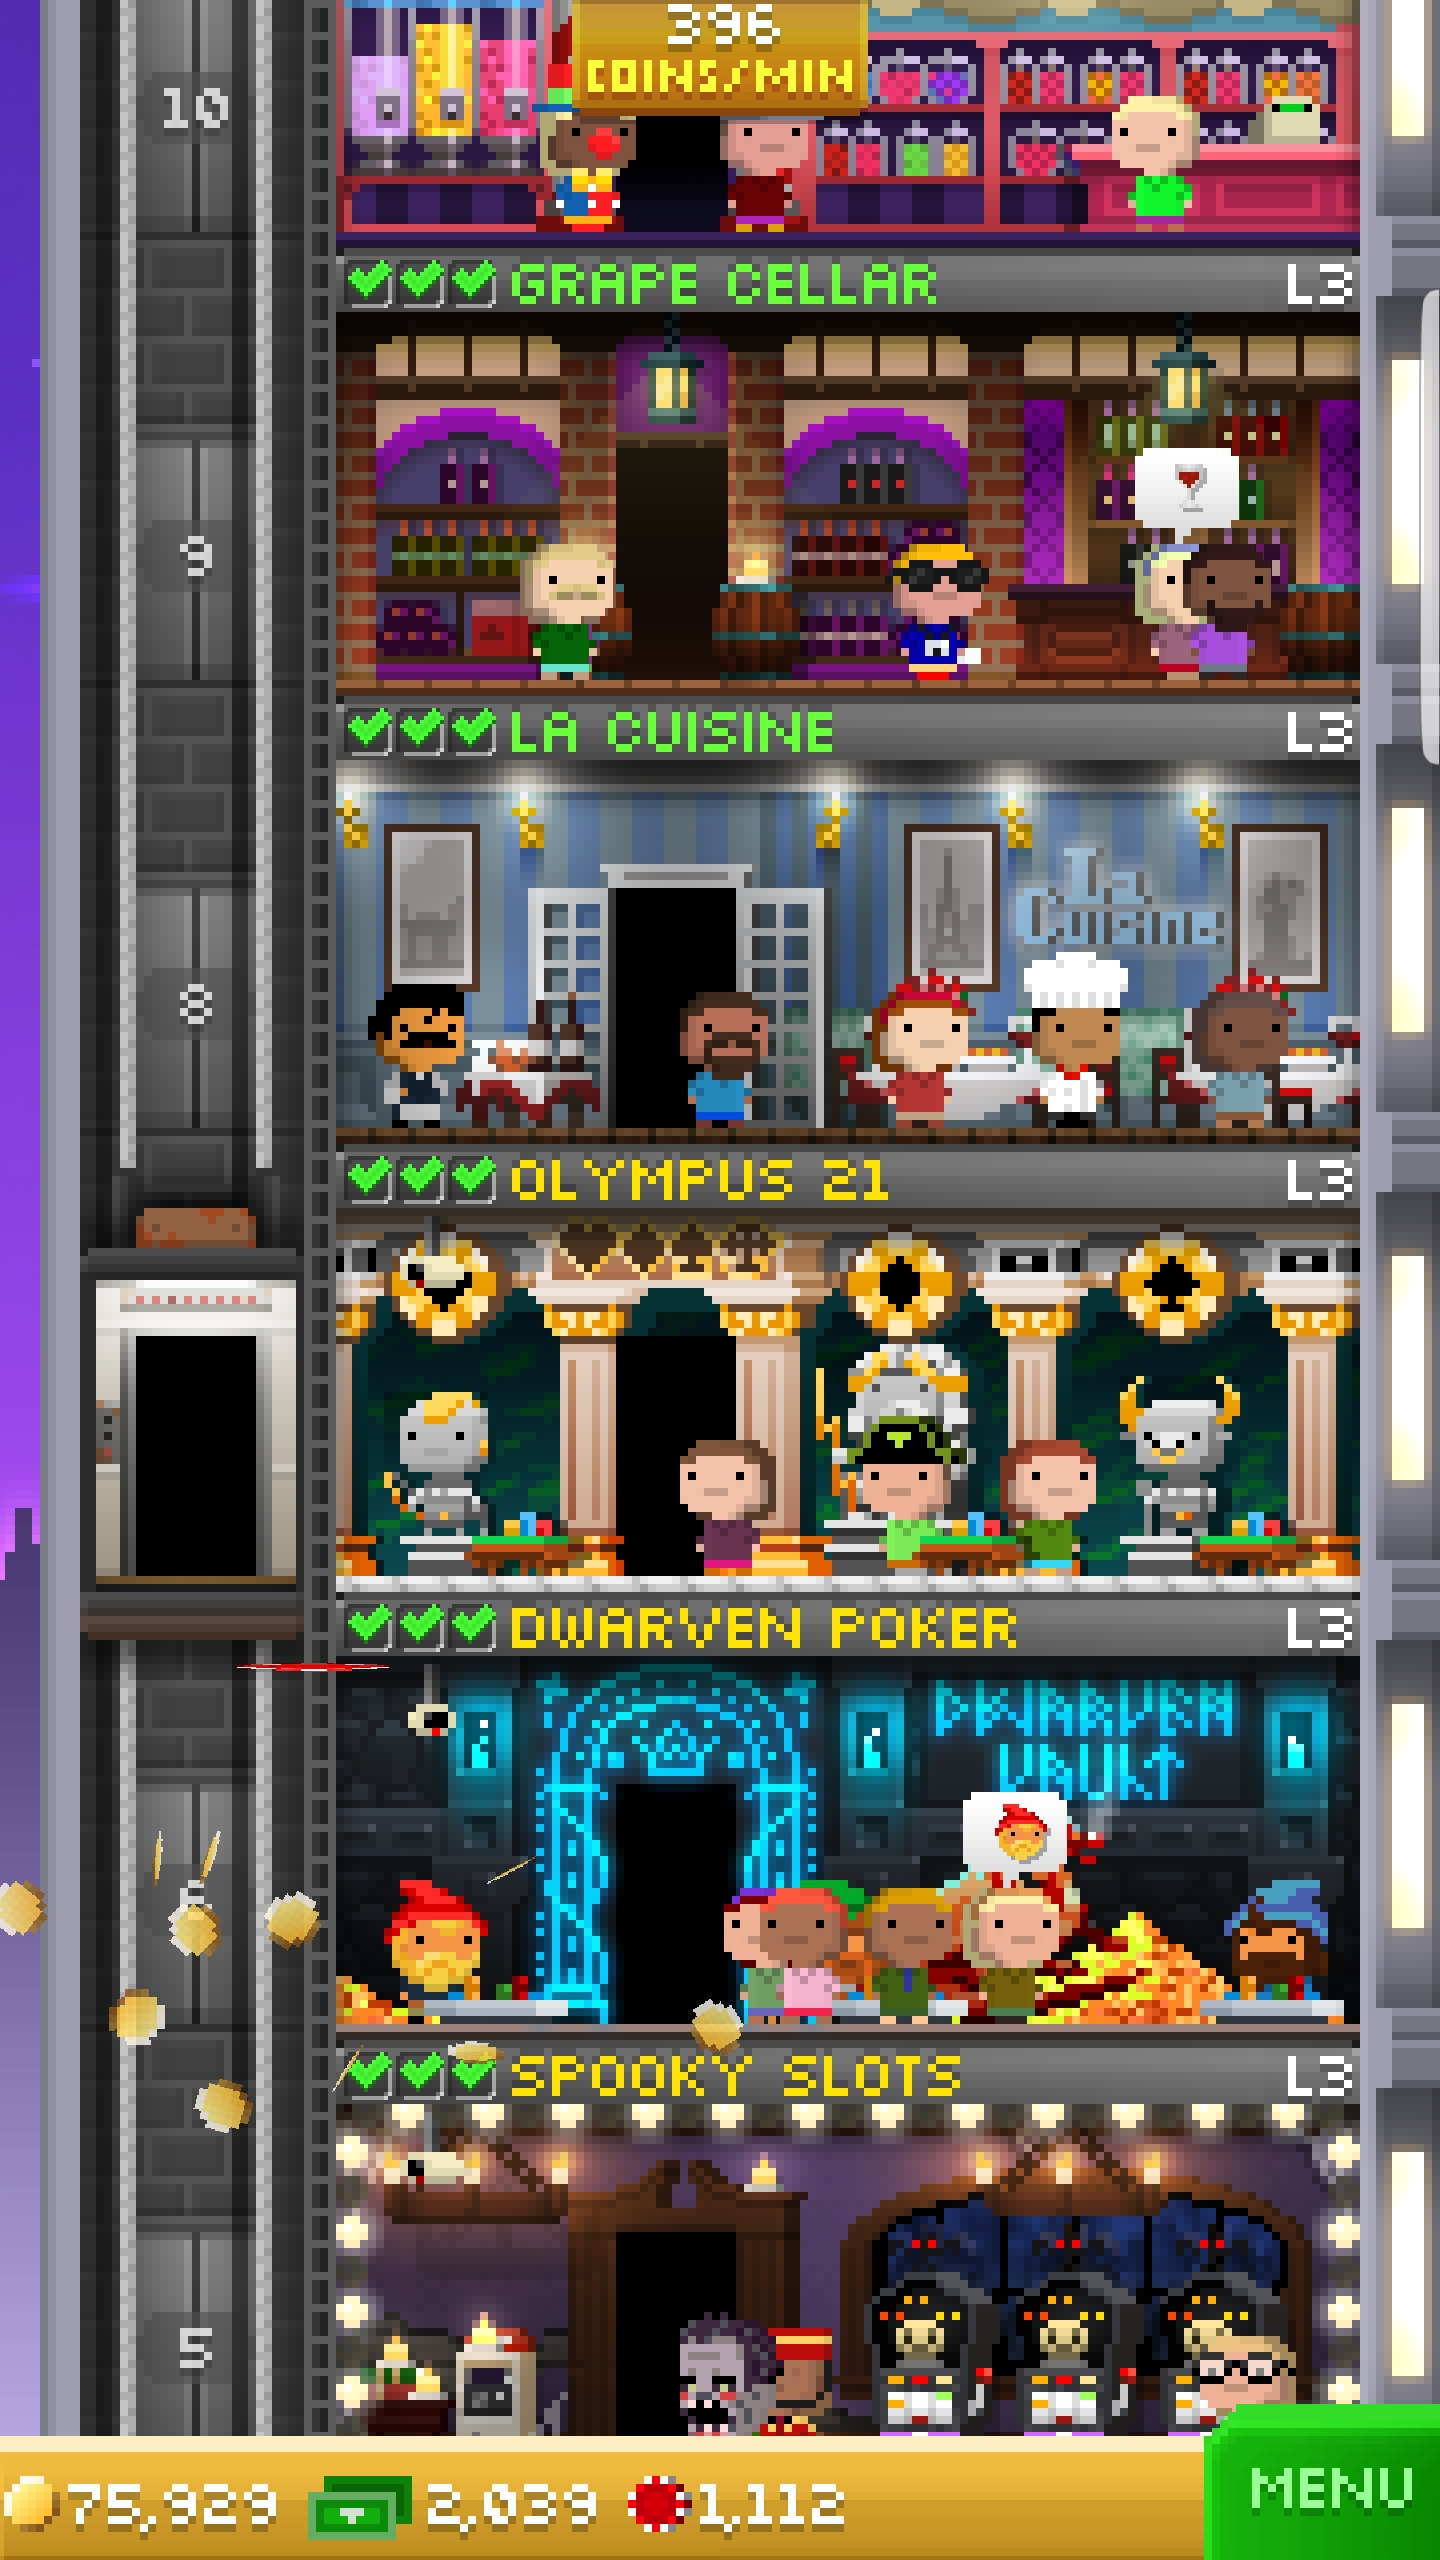 396
COINS/MIN
10
GRAPE CELLAR L3
9
LA CUISINE L3
8
La
Cuisine
OLYMPUS 21 L3
DWARVEN POKER L3
DWARVEN
VAULT
SPOOKY SLOTS L3
5
75,929 2,039 1,112 MENU